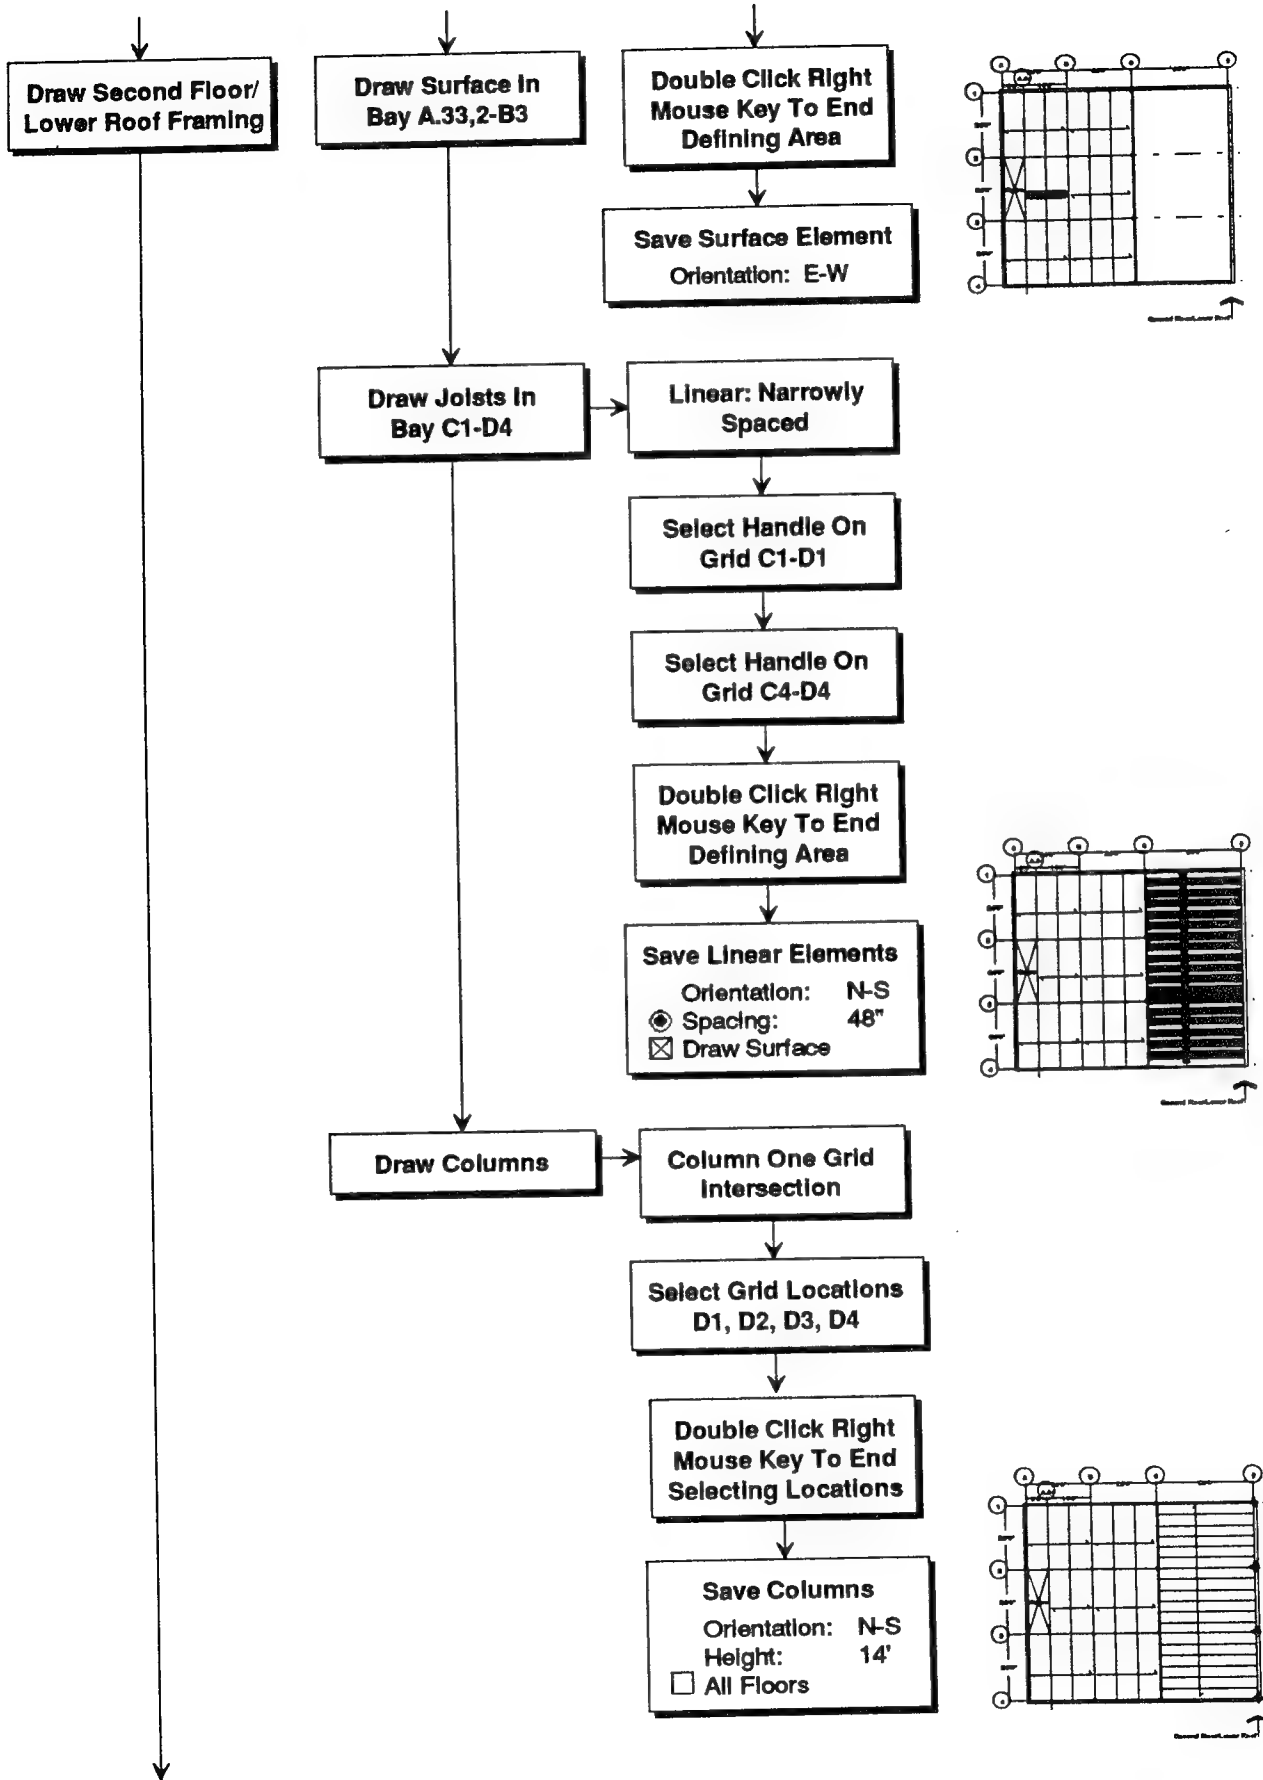 Draw Second Floor/
Lower Roof Framing
Draw Surface In
Bay A.33,2-B3
Double Click Right
Mouse Key To End
Defining Area
Save Surface Element
Orientation: E-W
Draw Joists In
Bay C1-D4
Linear: Narrowly
Spaced
Select Handle On
Grid C1-D1
Select Handle On
Grid C4-D4
Double Click Right
Mouse Key To End
Defining Area
Save Linear Elements
Orientation: N-S
Spacing: 48"
Draw Surface
Draw Columns
Column One Grid
Intersection
Select Grid Locations
D1, D2, D3, D4
Double Click Right
Mouse Key To End
Selecting Locations
Save Columns
Orientation: N-S
Height: 14'
All Floors